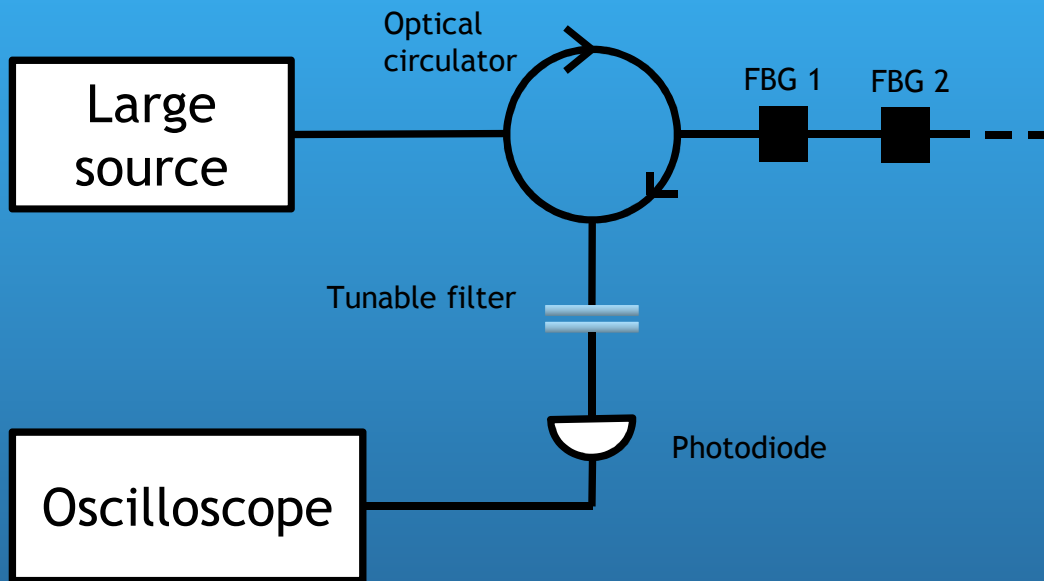 Optical
circulator
Large
source
FBG 1
FBG 2
Tunable filter
Photodiode
Oscilloscope